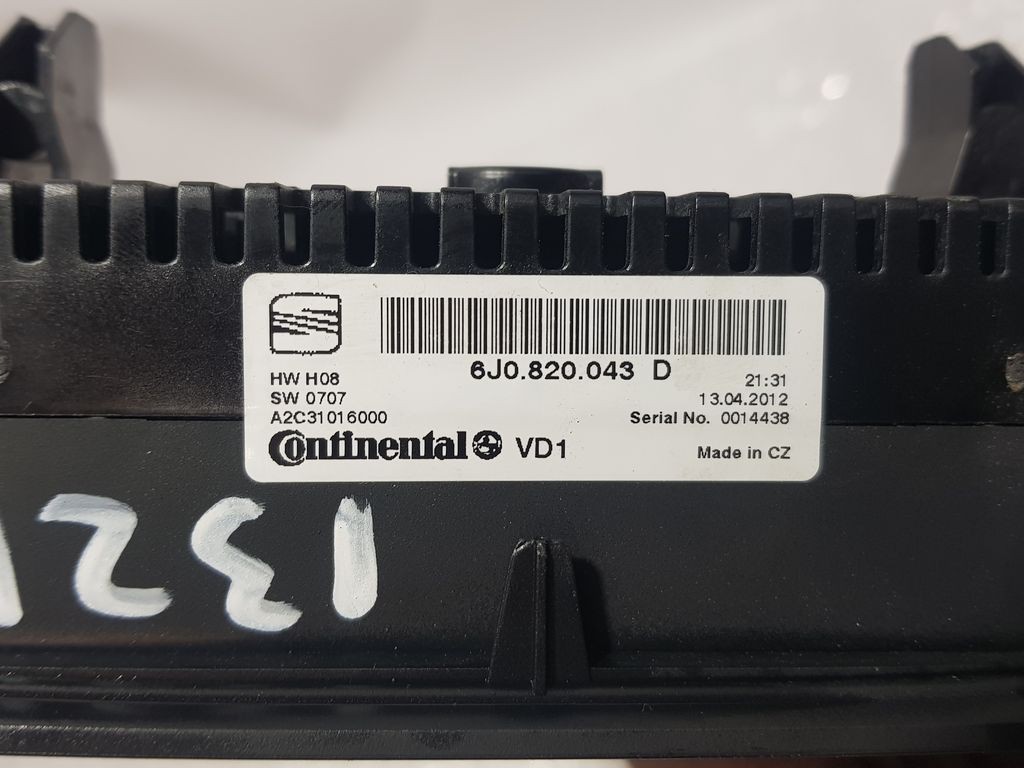 6J0.820.043 D
HW H08
SW 0707
A2C31016000
21:31
13.04.2012
Serial No. 0014438
Continental VD1
Made in CZ